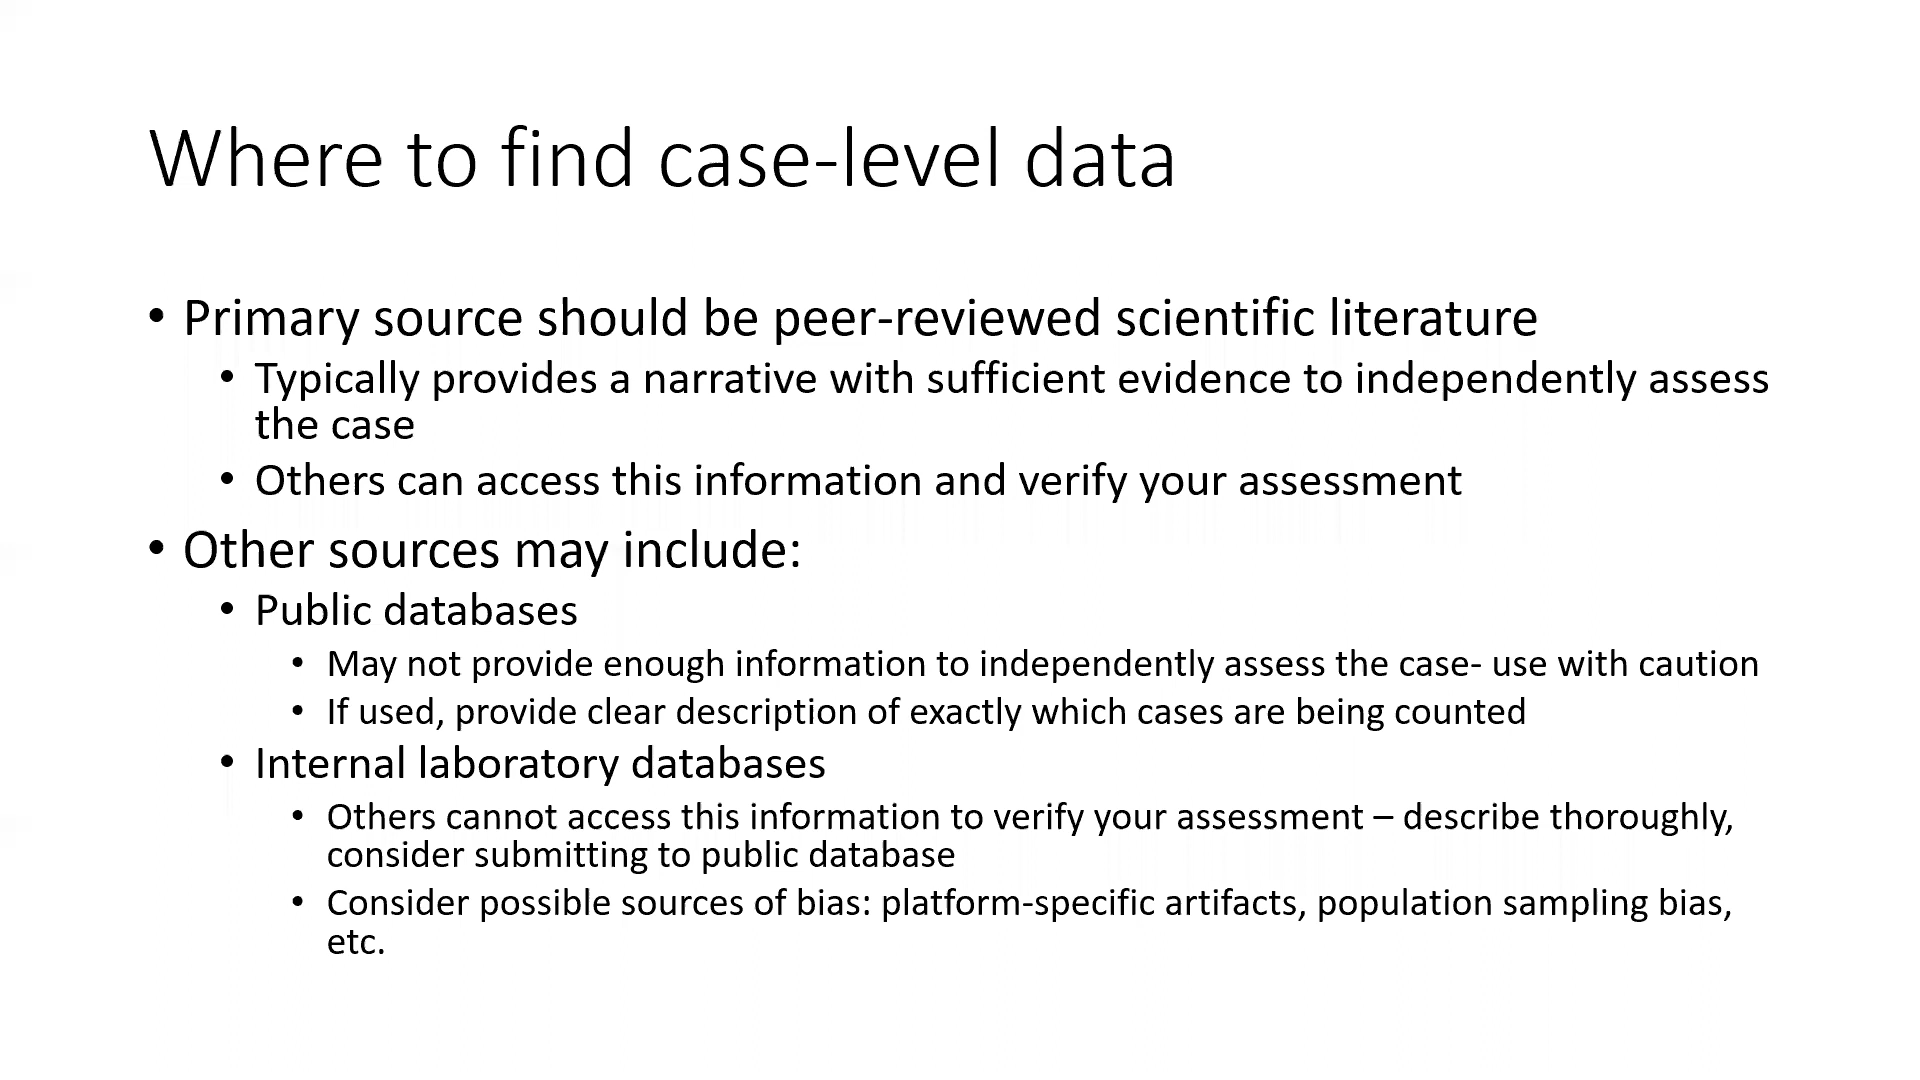 Where to find case-level data
• Primary source should be peer-reviewed scientific literature
• Typically provides a narrative with sufficient evidence to independently assess
the case
• Others can access this information and verify your assessment
• Other sources may include:
• Public databases
• May not provide enough information to independently assess the case- use with caution
• If used, provide clear description of exactly which cases are being counted
• Internal laboratory databases
• Others cannot access this information to verify your assessment – describe thoroughly,
consider submitting to public database
• Consider possible sources of bias: platform-specific artifacts, population sampling bias,
etc.